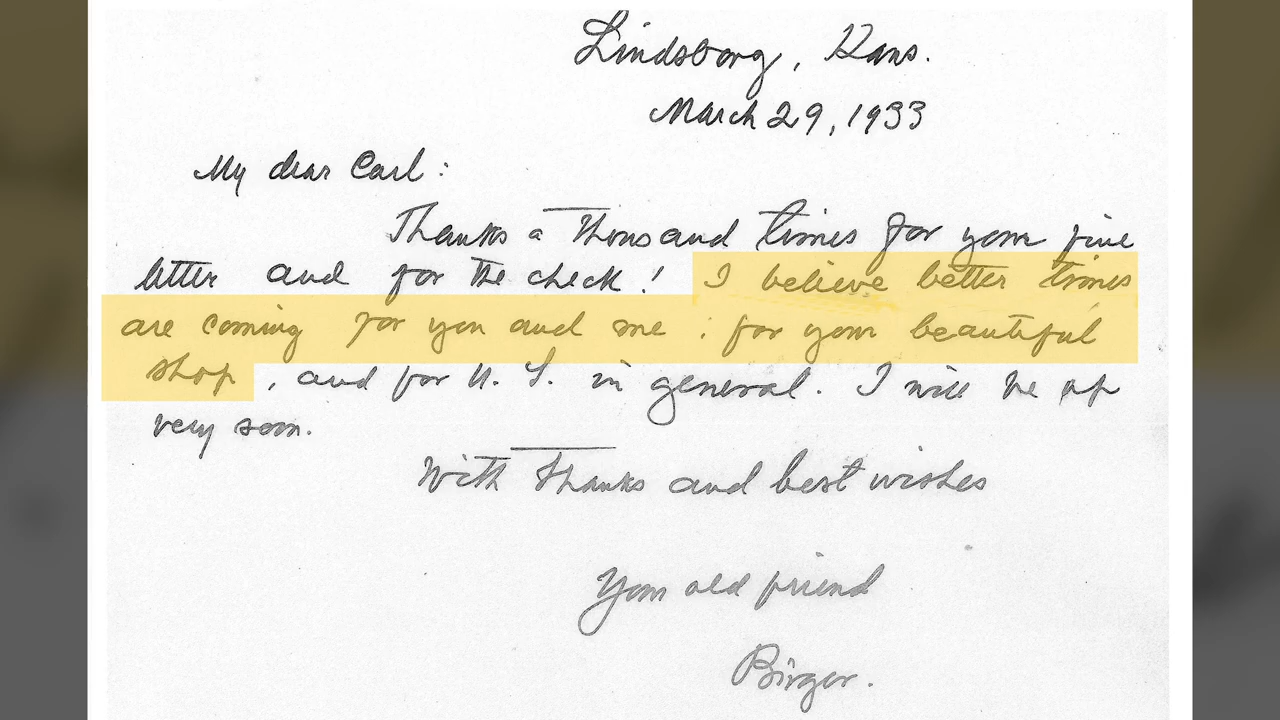 Lindsborg, Kans.
March 29, 1933
My dear Carl:
Thanks a thousand times for your fine
letter and for the check! I believe better times
are coming for you and me; for your beautiful
shop, and for U. S. in general. I will be up
very soon.
With thanks and best wishes
Your old friend
Birger.